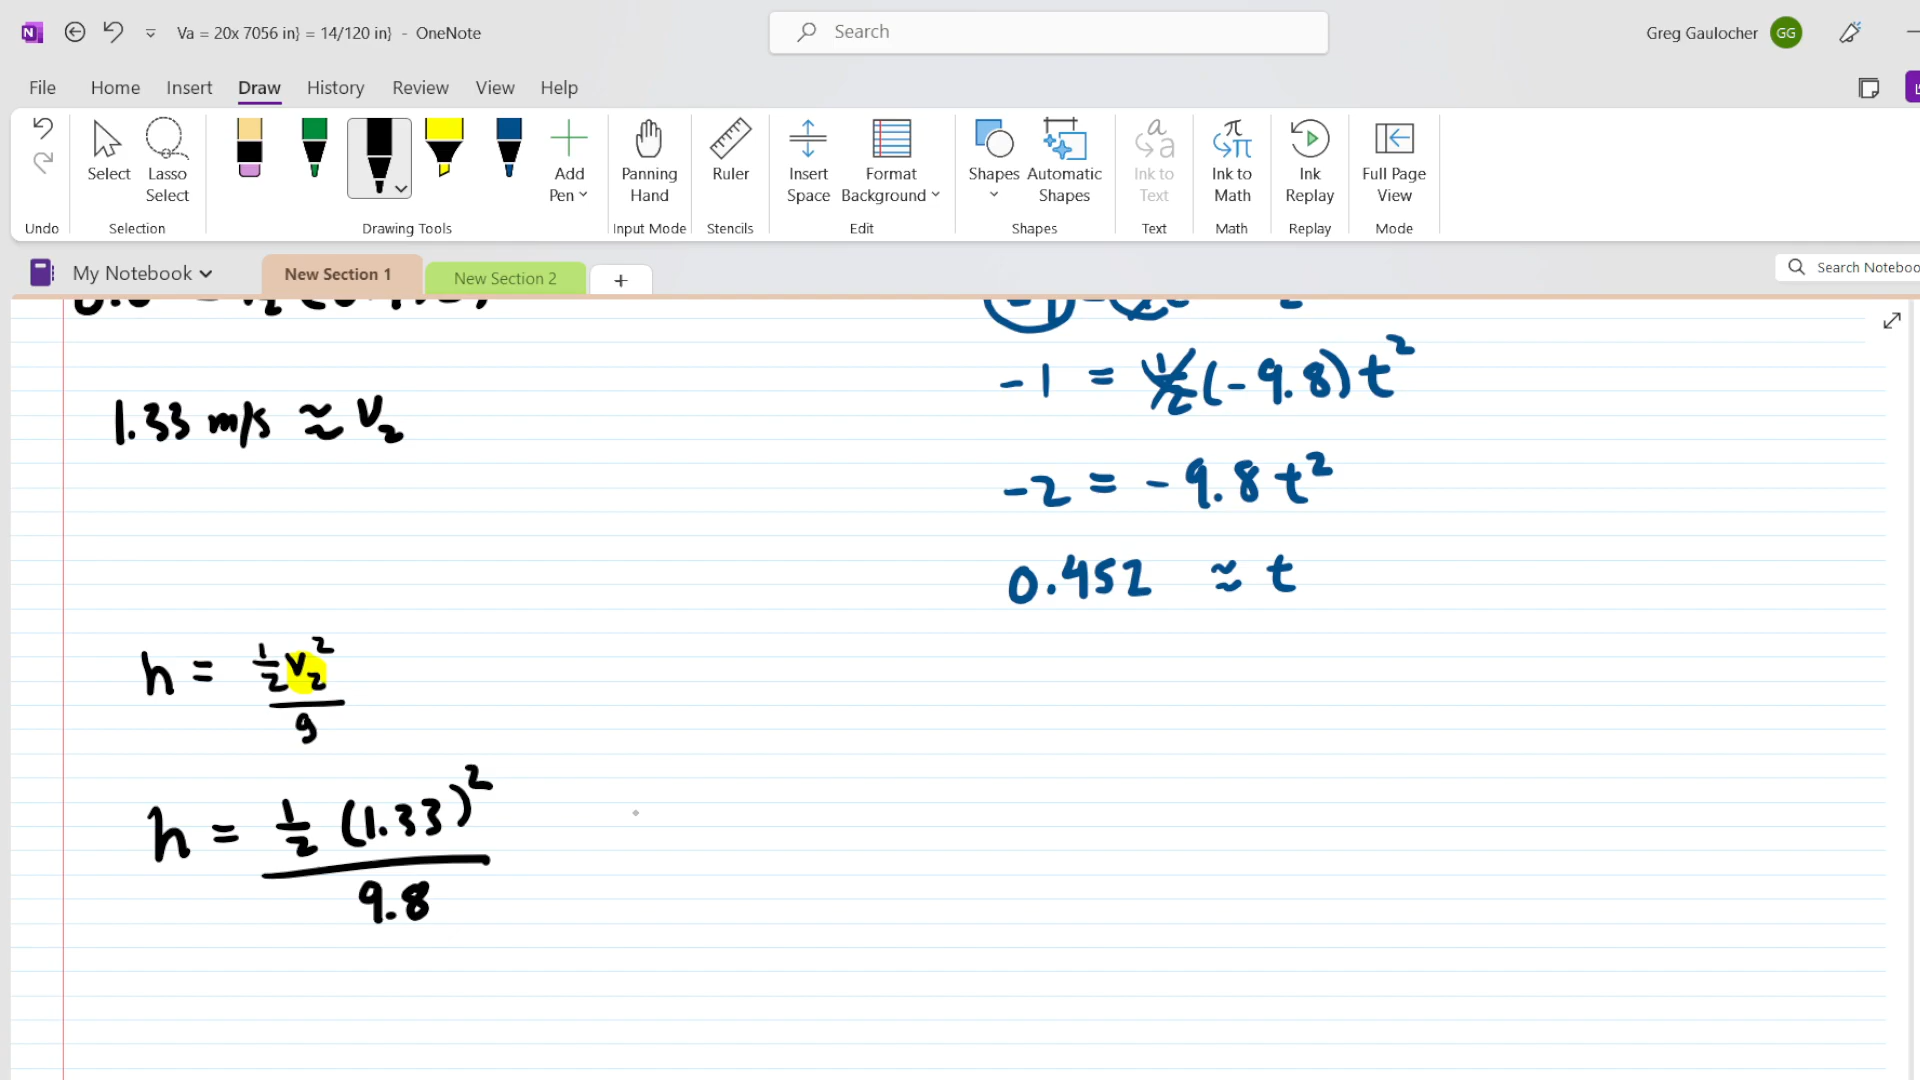 Va = 20x 7056 in} = 14/120 in} - OneNote
Search
Greg Gaulocher GG
File Home Insert Draw History Review View Help
Select
Lasso Select
Add Pen
Panning Hand
Ruler
Insert Space
Format Background
Shapes
Automatic Shapes
Ink to Text
Ink to Math
Ink Replay
Full Page View
Undo Selection Drawing Tools Input Mode Stencils Edit Shapes Text Math Replay Mode
My Notebook New Section 1 New Section 2 +
Search Notebook
1.33 m/s ≈ v₂
h = ½v₂² / g
h = ½ (1.33)² / 9.8
-1 = ½(-9.8)t²
-2 = -9.8t²
0.452 ≈ t